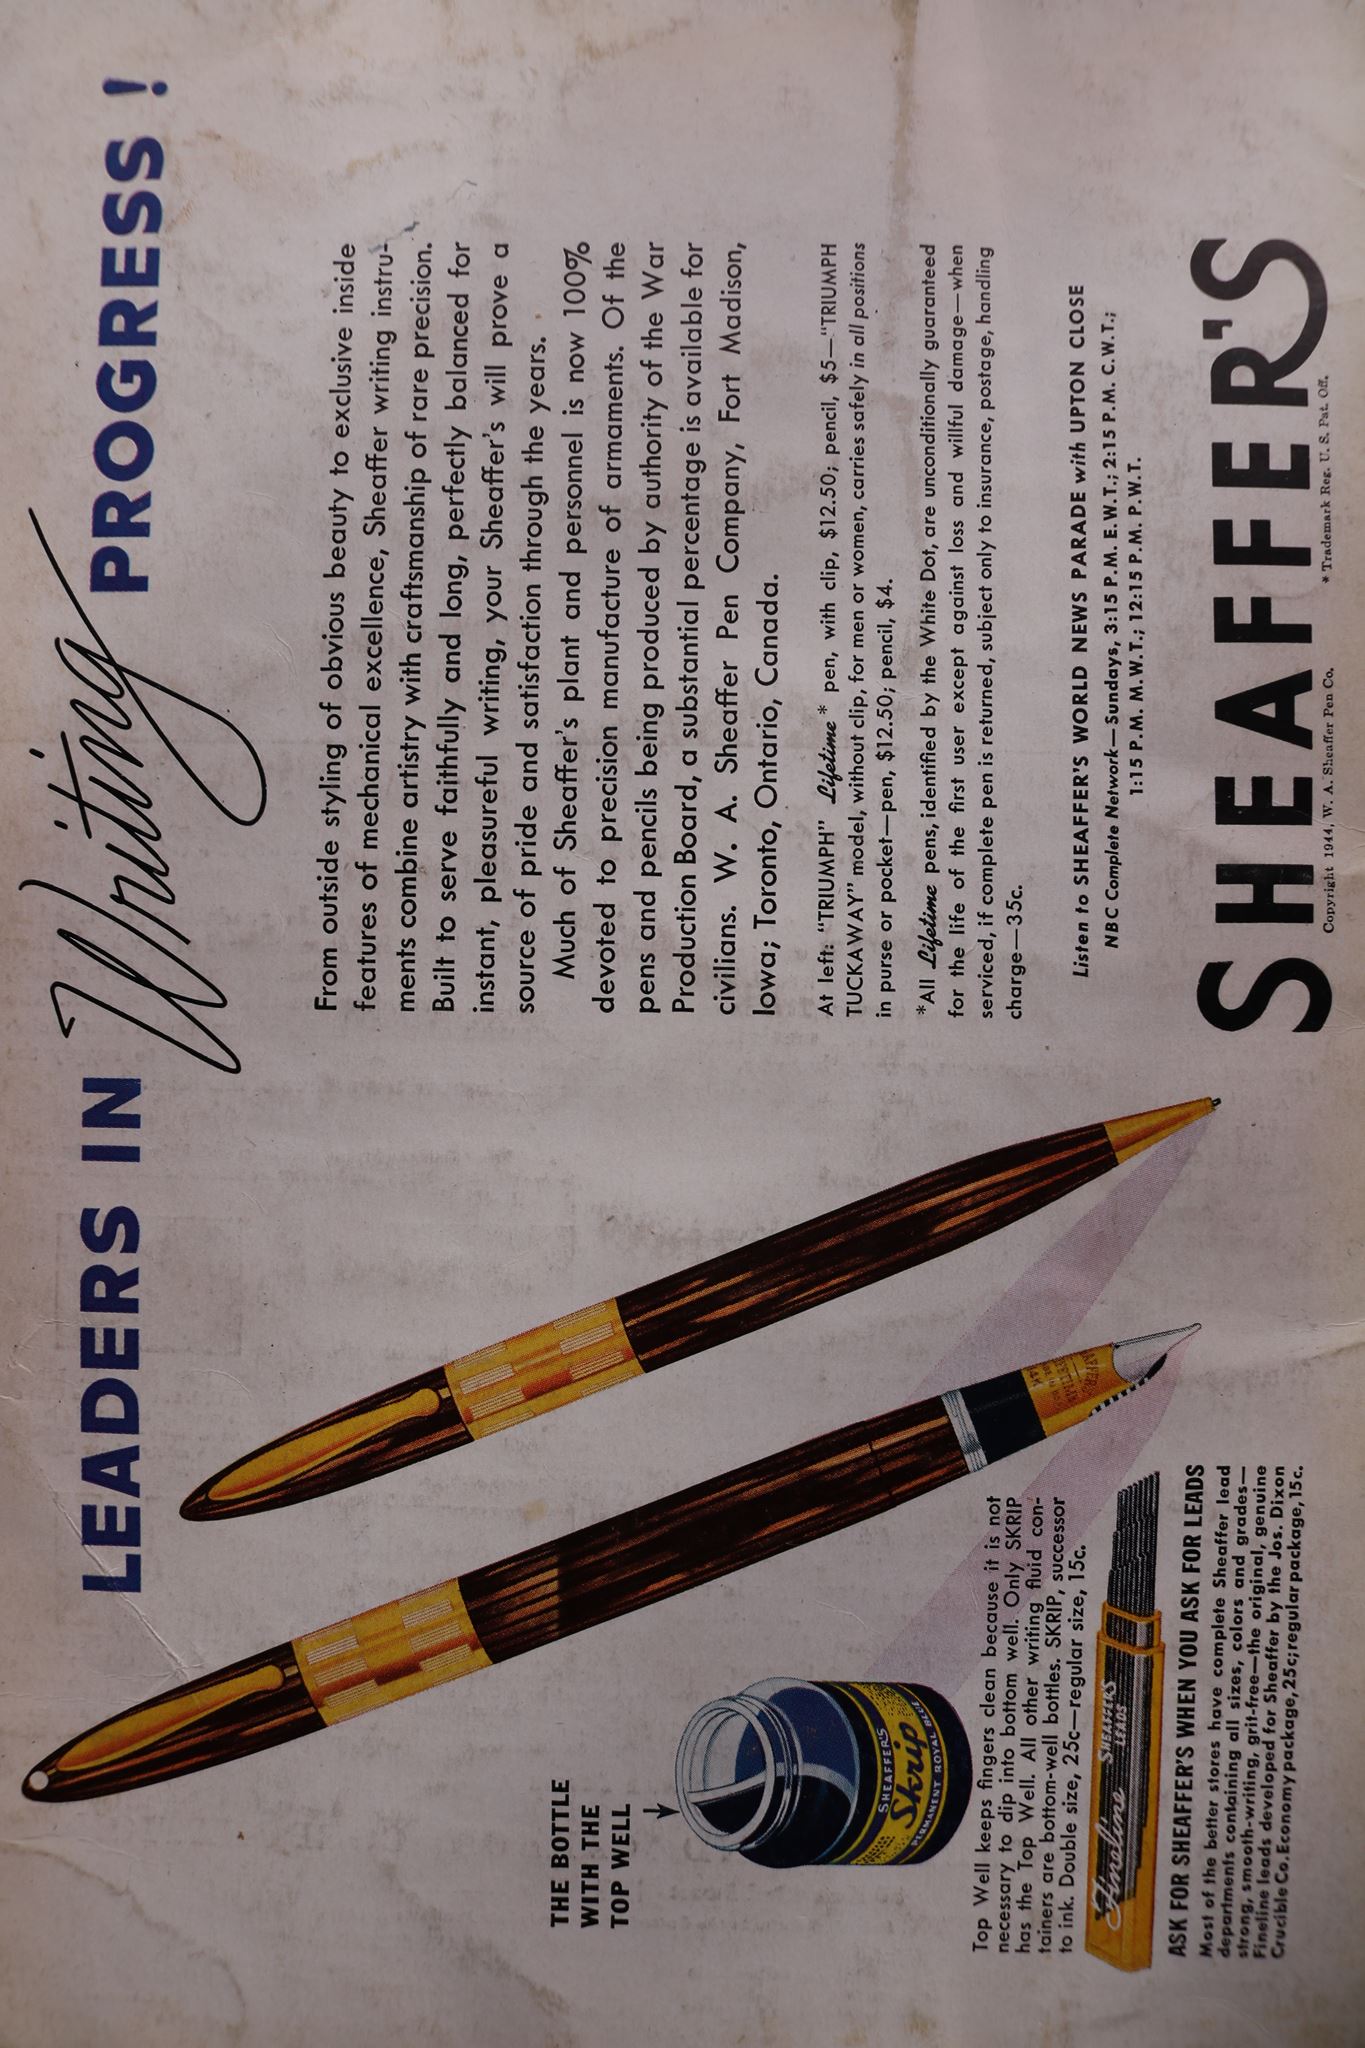 LEADERS IN Writing PROGRESS!
From outside styling of obvious beauty to exclusive inside
features of mechanical excellence, Sheaffer writing instru-
ments combine artistry with craftsmanship of rare precision.
Built to serve faithfully and long, perfectly balanced for
instant, pleasureful writing, your Sheaffer's will prove a
source of pride and satisfaction through the years.
Much of Sheaffer's plant and personnel is now 100%
devoted to precision manufacture of armaments. Of the
pens and pencils being produced by authority of the War
Production Board, a substantial percentage is available for
civilians. W. A. Sheaffer Pen Company, Fort Madison,
Iowa; Toronto, Ontario, Canada.
At left: "TRIUMPH" Lifetime* pen, with clip, $12.50; pencil, $5—"TRIUMPH
TUCKAWAY" model, without clip, for men or women, carries safely in all positions
in purse or pocket—pen, $12.50; pencil, $4.
*All Lifetime pens, identified by the White Dot, are unconditionally guaranteed
for the life of the first user except against loss and willful damage—when
serviced, if complete pen is returned, subject only to insurance, postage, handling
charge—35c.
Listen to SHEAFFER'S WORLD NEWS PARADE with UPTON CLOSE
NBC Complete Network—Sundays, 3:15 P.M. E.W.T.; 2:15 P.M. C.W.T.;
1:15 P.M. M.W.T.; 12:15 P.M. P.W.T.
SHEAFFER'S
Copyright 1944, W. A. Sheaffer Pen Co.
*Trademark Reg. U. S. Pat. Off.
THE BOTTLE
WITH THE
TOP WELL
SHEAFFER'S
Skrip
PERMANENT ROYAL BLUE
Top Well keeps fingers clean because it is not
necessary to dip into bottom well. Only SKRIP
has the Top Well. All other writing fluid con-
tainers are bottom-well bottles. SKRIP, successor
to ink. Double size, 25c—regular size, 15c.
Fineline SHEAFFER'S
LEADS
ASK FOR SHEAFFER'S WHEN YOU ASK FOR LEADS
Most of the better stores have complete Sheaffer lead
departments containing all sizes, colors and grades—
strong, smooth-writing, grit-free—the original, genuine
Fineline leads developed for Sheaffer by the Jos. Dixon
Crucible Co. Economy package, 25c; regular package, 15c.